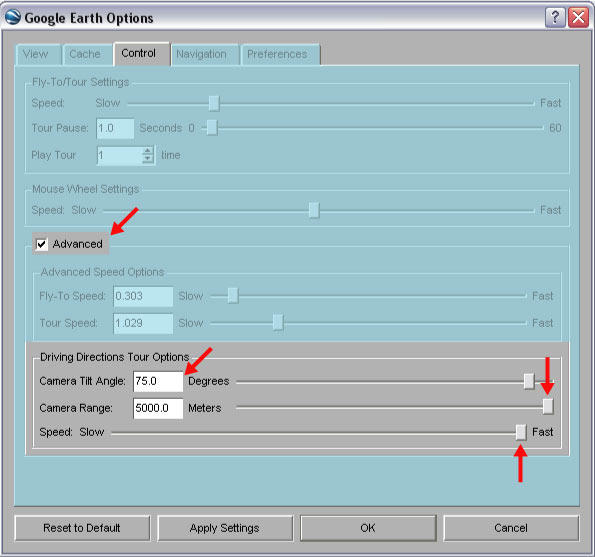 Google Earth Options
View Cache Control Navigation Preferences
Fly-To/Tour Settings
Speed: Slow Fast
Tour Pause: 1.0 Seconds 0 60
Play Tour 1 time
Mouse Wheel Settings
Speed: Slow Fast
Advanced
Advanced Speed Options
Fly-To Speed: 0.303 Slow Fast
Tour Speed: 1.029 Slow Fast
Driving Directions Tour Options
Camera Tilt Angle: 75.0 Degrees
Camera Range: 5000.0 Meters
Speed: Slow Fast
Reset to Default Apply Settings OK Cancel